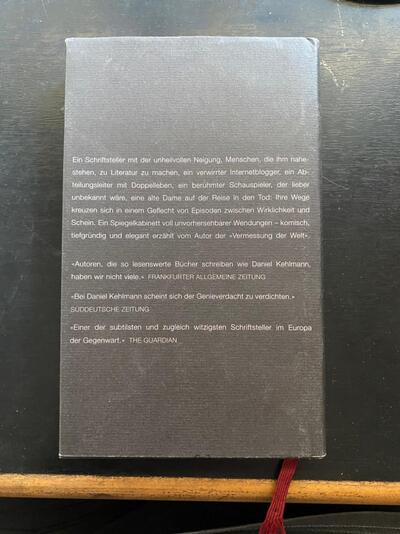 Ein Schriftsteller mit der unheilvollen Neigung, Menschen, die ihm nahe-
stehen, zu Literatur zu machen, ein verwirrter Internetblogger, ein Ab-
teilungsleiter mit Doppelleben, ein berühmter Schauspieler, der lieber
unbekannt wäre, eine alte Dame auf der Reise in den Tod: Ihre Wege
kreuzen sich in einem Geflecht von Episoden zwischen Wirklichkeit und
Schein. Ein Spiegelkabinett voll unvorhersehbarer Wendungen – komisch,
tiefgründig und elegant erzählt vom Autor der «Vermessung der Welt».
«Autoren, die so lesenswerte Bücher schreiben wie Daniel Kehlmann,
haben wir nicht viele.» FRANKFURTER ALLGEMEINE ZEITUNG
«Bei Daniel Kehlmann scheint sich der Genieverdacht zu verdichten.»
SÜDDEUTSCHE ZEITUNG
«Einer der subtilsten und zugleich witzigsten Schriftsteller im Europa
der Gegenwart.» THE GUARDIAN